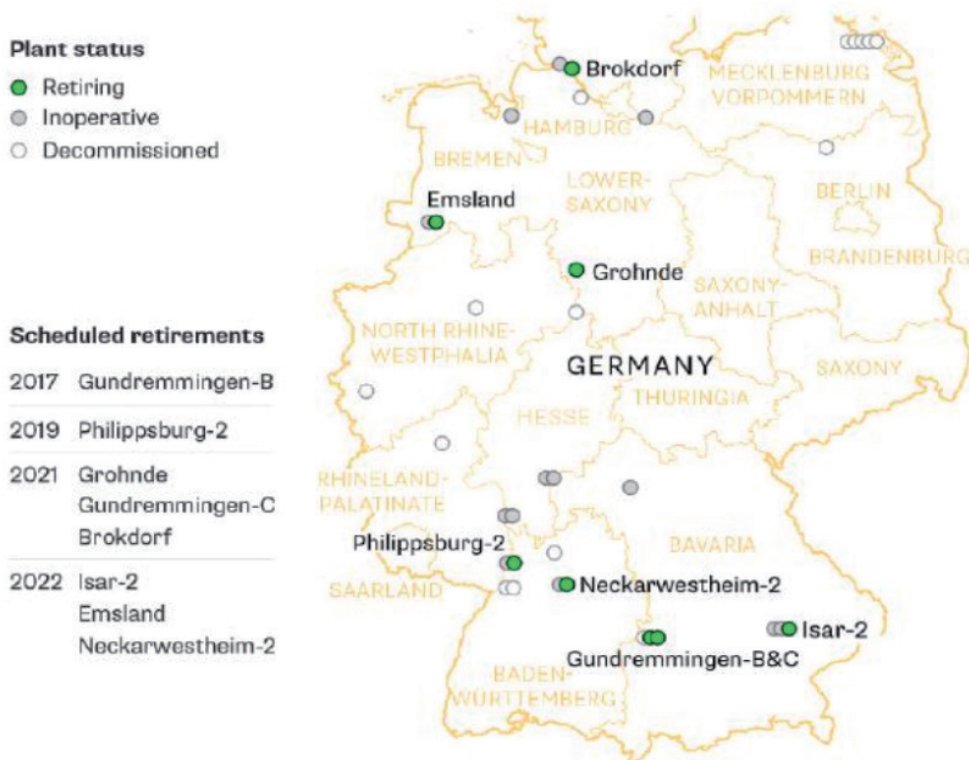 Plant status
Retiring
Inoperative
Decommissioned
Scheduled retirements
2017 Gundremmingen-B
2019 Philippsburg-2
2021 Grohnde
Gundremmingen-C
Brokdorf
2022 Isar-2
Emsland
Neckarwestheim-2
Brokdorf
MECKLENBURG
VORPOMMERN
HAMBURG
BREMEN
LOWER-
SAXONY
BERLIN
Emsland
BRANDENBURG
Grohnde
SAXONY-
ANHALT
NORTH RHINE-
WESTPHALIA
GERMANY
SAXONY
THURINGIA
HESSE
RHINELAND-
PALATINATE
Philippsburg-2
BAVARIA
SAARLAND
Neckarwestheim-2
Isar-2
Gundremmingen-B&C
BADEN-
WÜRTTEMBERG